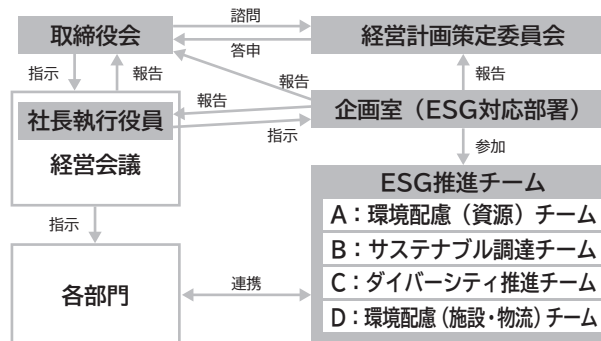 取締役会
諮問
答申
経営計画策定委員会
指示
報告
報告
報告
報告
社長執行役員
指示
企画室（ESG対応部署）
経営会議
参加
指示
ESG推進チーム
A：環境配慮（資源）チーム
B：サステナブル調達チーム
C：ダイバーシティ推進チーム
D：環境配慮（施設・物流）チーム
各部門
連携